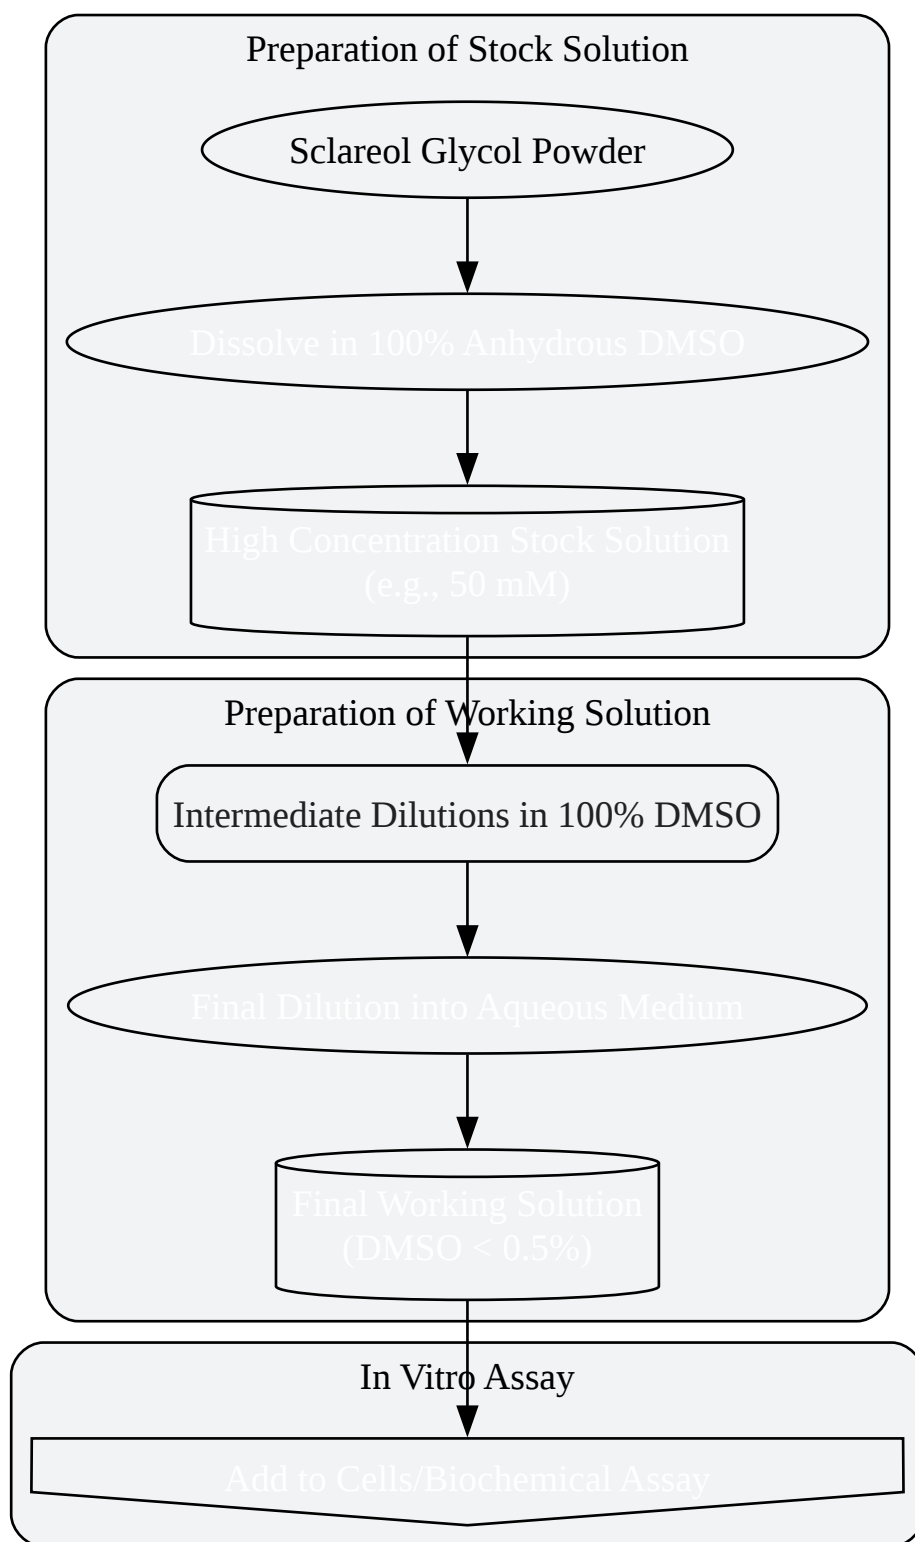 Preparation of Stock Solution
Sclareol Glycol Powder
Dissolve in 100% Anhydrous DMSO
High Concentration Stock Solution
(e.g., 50 mM)
Preparation of Working Solution
Intermediate Dilutions in 100% DMSO
Final Dilution into Aqueous Medium
Final Working Solution
(DMSO < 0.5%)
In Vitro Assay
Add to Cells/Biochemical Assay